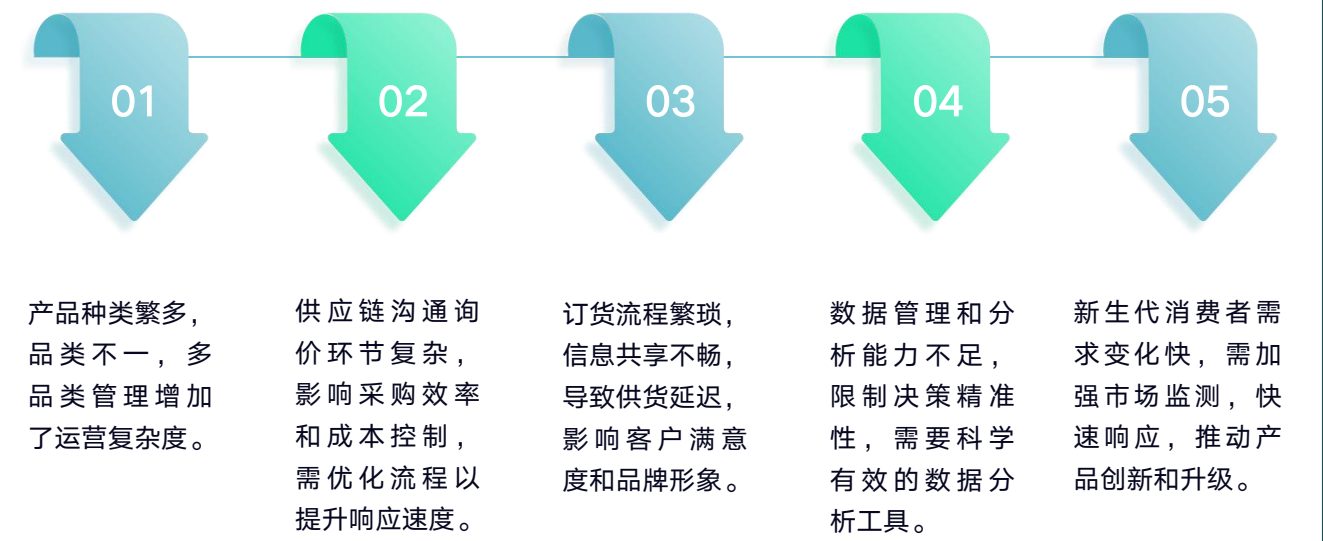 01
02
03
04
05
产品种类繁多，
品类不一，多
品类管理增加
了运营复杂度。
供应链沟通询
价环节复杂，
影响采购效率
和成本控制，
需优化流程以
提升响应速度。
订货流程繁琐，
信息共享不畅，
导致供货延迟，
影响客户满意
度和品牌形象。
数据管理和分
析能力不足，
限制决策精准
性，需要科学
有效的数据分
析工具。
新生代消费者需
求变化快，需加
强市场监测，快
速响应，推动产
品创新和升级。